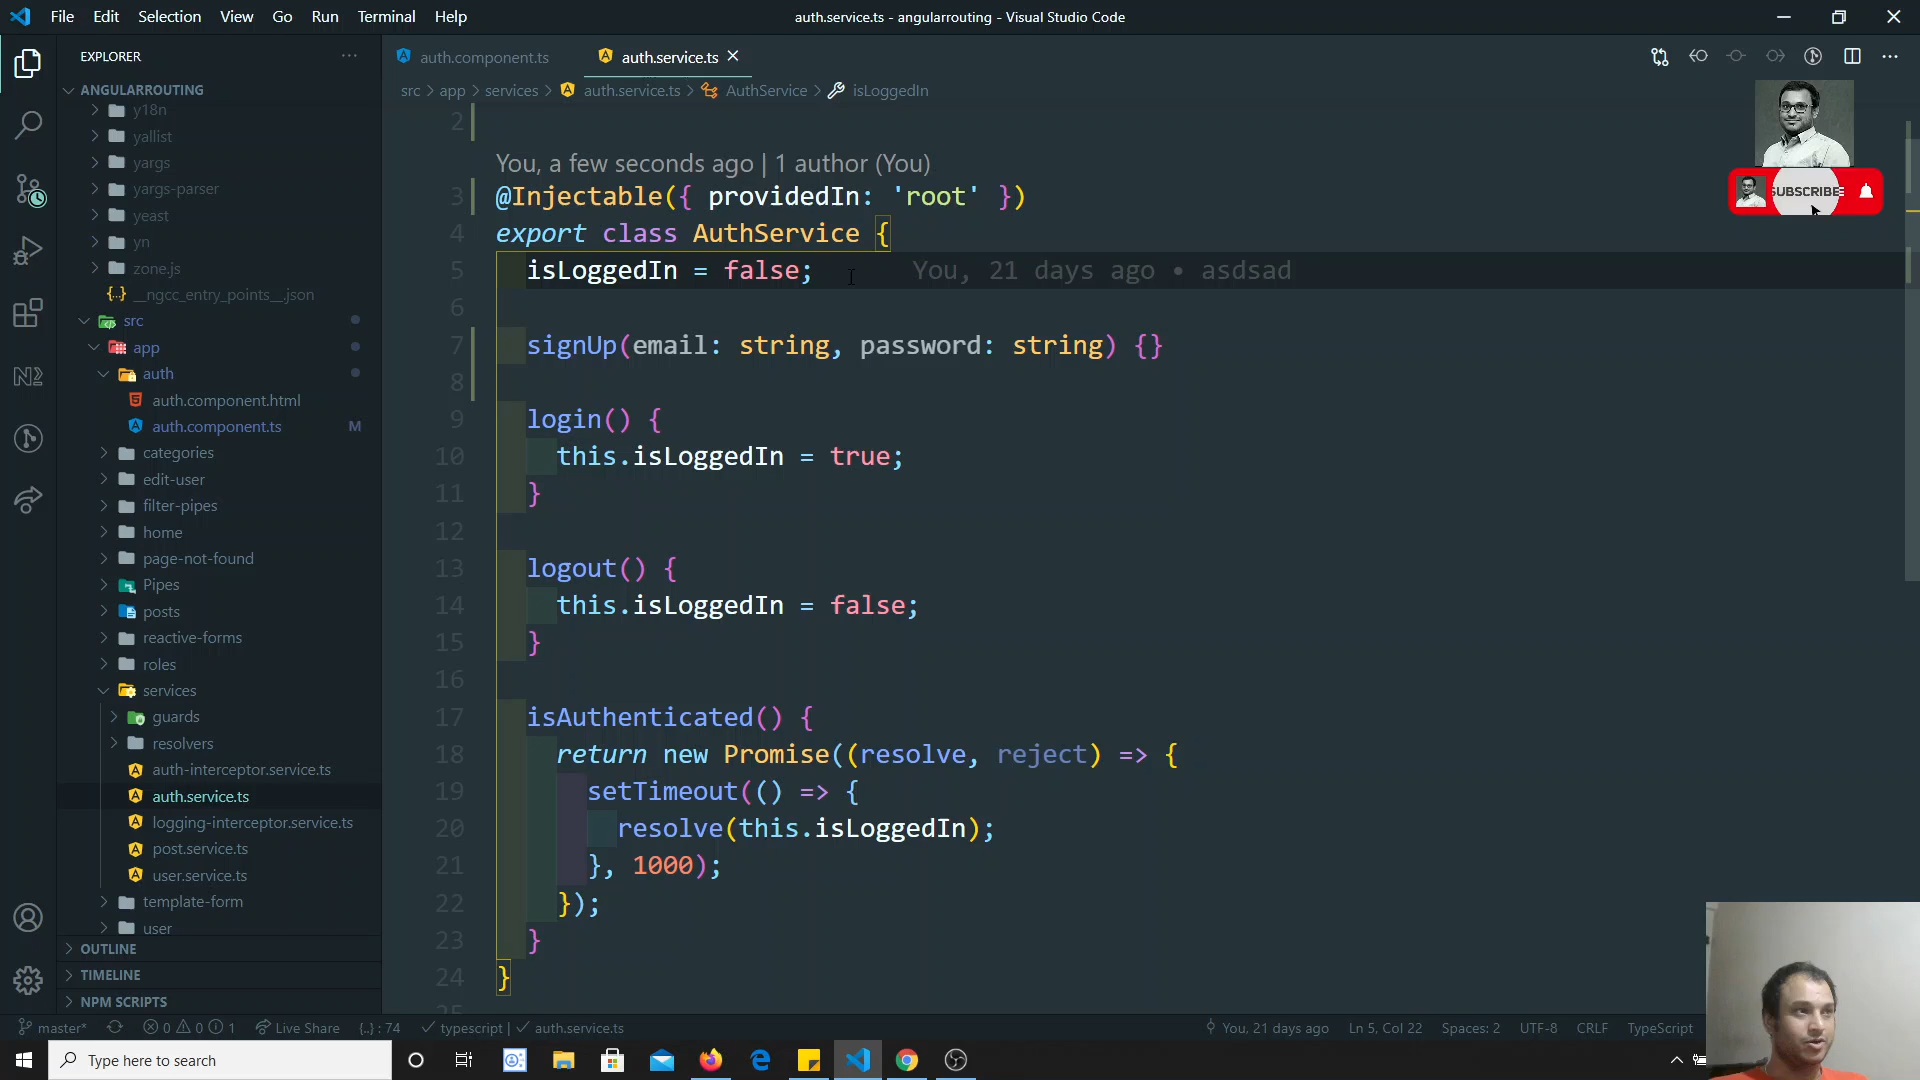 File Edit Selection View Go Run Terminal Help
auth.service.ts - angularrouting - Visual Studio Code
EXPLORER
ANGULARROUTING
y18n
yallist
yargs
yargs-parser
yeast
yn
zone.js
__ngcc_entry_points__.json
src
app
auth
auth.component.html
auth.component.ts M
categories
edit-user
filter-pipes
home
page-not-found
Pipes
posts
reactive-forms
roles
services
guards
resolvers
auth-interceptor.service.ts
auth.service.ts
logging-interceptor.service.ts
post.service.ts
user.service.ts
template-form
user
OUTLINE
TIMELINE
NPM SCRIPTS
auth.component.ts auth.service.ts
src > app > services > auth.service.ts > AuthService > isLoggedIn
SUBSCRIBE
2
You, a few seconds ago | 1 author (You)
3 @Injectable({ providedIn: 'root' })
4 export class AuthService {
5 isLoggedIn = false; You, 21 days ago • asdsad
6
7 signUp(email: string, password: string) {}
8
9 login() {
10 this.isLoggedIn = true;
11 }
12
13 logout() {
14 this.isLoggedIn = false;
15 }
16
17 isAuthenticated() {
18 return new Promise((resolve, reject) => {
19 setTimeout(() => {
20 resolve(this.isLoggedIn);
21 }, 1000);
22 });
23 }
24 }
25
master* 0 0 1 Live Share {..} : 74 typescript | auth.service.ts You, 21 days ago Ln 5, Col 22 Spaces: 2 UTF-8 CRLF TypeScript
Type here to search